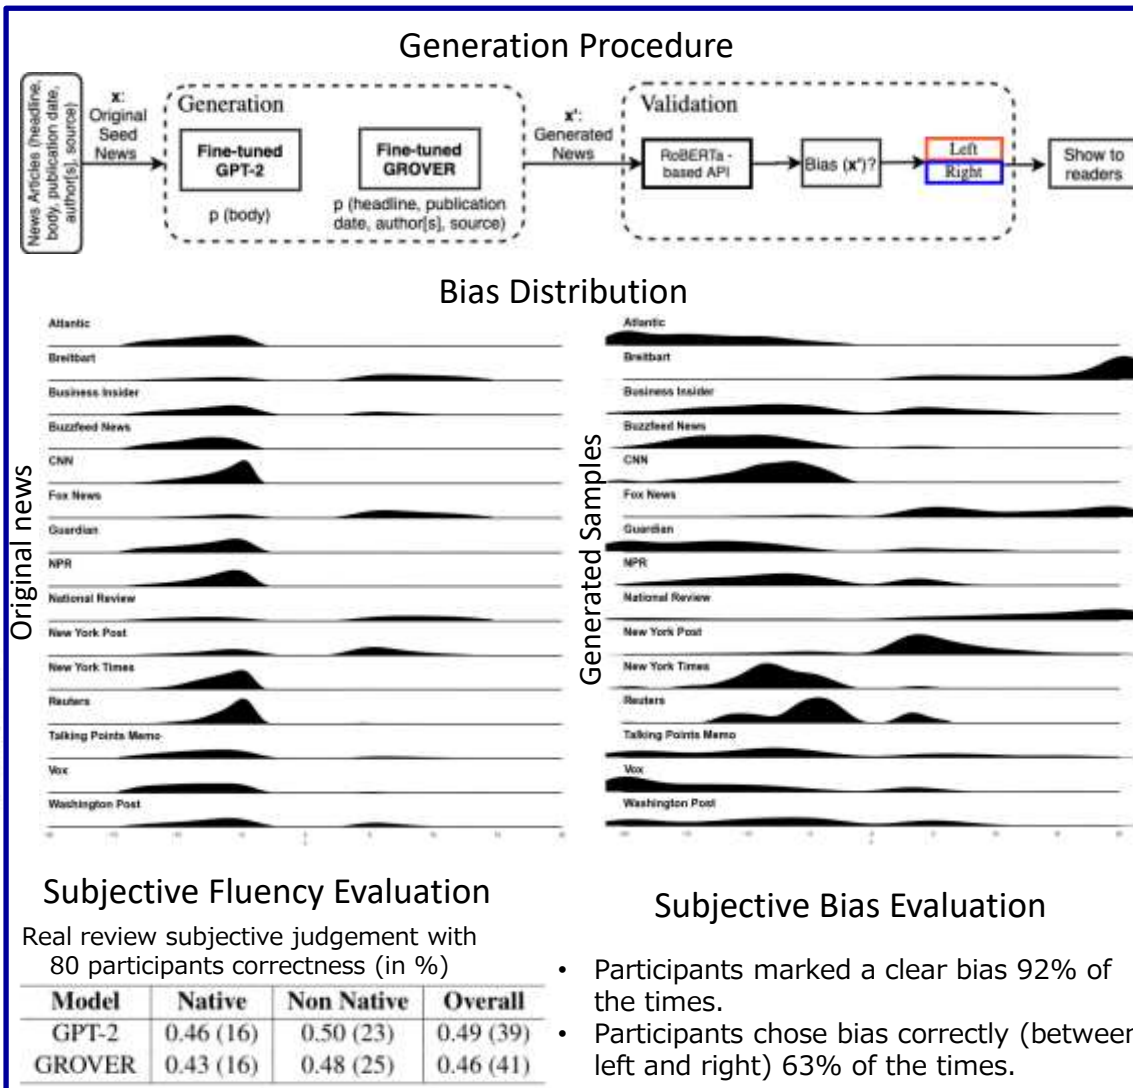 Generation Procedure
News Articles (headline,
body, publication date,
author[s], source)
x:
Original
Seed
News
Generation
Fine-tuned
GPT-2
p (body)
Fine-tuned
GROVER
p (headline, publication
date, author[s], source)
x':
Generated
News
Validation
RoBERTa -
based API
Bias (x')?
Left
Right
Show to
readers
Bias Distribution
Original news
Atlantic
Breitbart
Business Insider
Buzzfeed News
CNN
Fox News
Guardian
NPR
National Review
New York Post
New York Times
Reuters
Talking Points Memo
Vox
Washington Post
Generated Samples
Atlantic
Breitbart
Business Insider
Buzzfeed News
CNN
Fox News
Guardian
NPR
National Review
New York Post
New York Times
Reuters
Talking Points Memo
Vox
Washington Post
Subjective Fluency Evaluation
Real review subjective judgement with
80 participants correctness (in %)
Model Native Non Native Overall
GPT-2 0.46 (16) 0.50 (23) 0.49 (39)
GROVER 0.43 (16) 0.48 (25) 0.46 (41)
Subjective Bias Evaluation
• Participants marked a clear bias 92% of
the times.
• Participants chose bias correctly (between
left and right) 63% of the times.